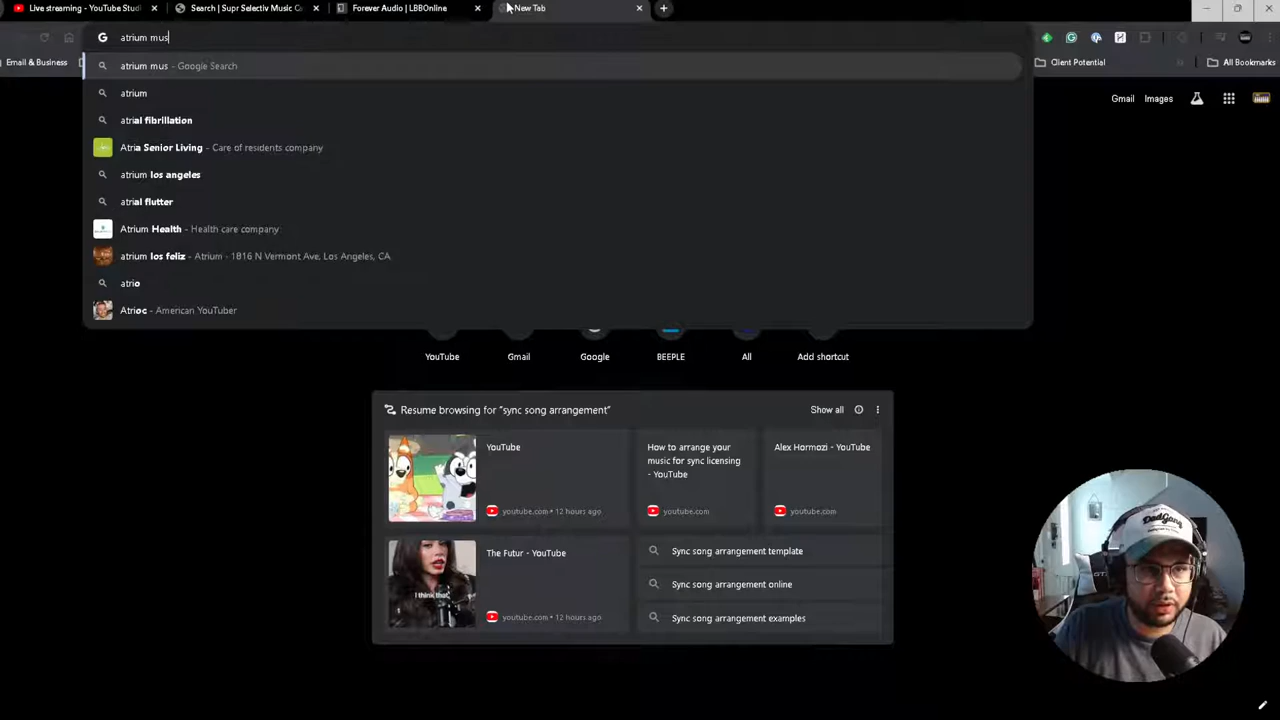 Live streaming - YouTube Stud
Search | Supr Selectiv Music C
Forever Audio | LBBOnline
New Tab
atrium mus
Email & Business
Client Potential
All Bookmarks
atrium mus - Google Search
atrium
atrial fibrillation
Atria Senior Living - Care of residents company
atrium los angeles
atrial flutter
Atrium Health - Health care company
atrium los feliz - Atrium - 1816 N Vermont Ave, Los Angeles, CA
atrio
Atrioc - American YouTuber
Gmail
Images
YouTube
Gmail
Google
BEEPLE
All
Add shortcut
Resume browsing for "sync song arrangement"
Show all
YouTube
youtube.com • 12 hours ago
How to arrange your
music for sync licensing
- YouTube
youtube.com
Alex Hormozi - YouTube
youtube.com
The Futur - YouTube
youtube.com • 12 hours ago
I think that,
Sync song arrangement template
Sync song arrangement online
Sync song arrangement examples
DadGang